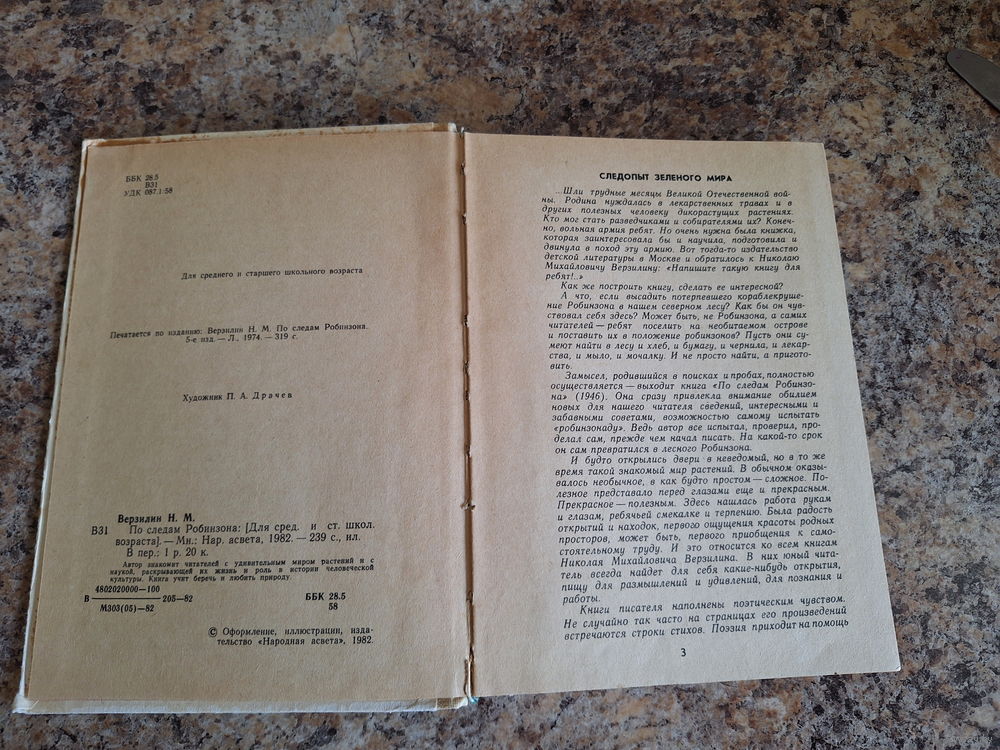 ББК 28.5
В31
УДК 087.1:58
Для среднего и старшего школьного возраста
Печатается по изданию: Верзилин Н. М. По следам Робинзона.
5-е изд. — Л., 1974. — 319 с.
Художник П. А. Драчев
Верзилин Н. М.
В31 По следам Робинзона: [Для сред. и ст. школ.
возраста]. — Мн.: Нар. асвета, 1982. — 239 с., ил.
В пер.: 1 р. 20 к.
Автор знакомит читателей с удивительным миром растений и с
наукой, раскрывающей их жизнь и роль в истории человеческой
культуры. Книга учит беречь и любить природу.
4802020000—100
В 205—82
М303(05)—82
ББК 28.5
58
© Оформление, иллюстрации, изда-
тельство «Народная асвета», 1982.
СЛЕДОПЫТ ЗЕЛЕНОГО МИРА
...Шли трудные месяцы Великой Отечественной вой-
ны. Родина нуждалась в лекарственных травах и в
других полезных человеку дикорастущих растениях.
Кто мог стать разведчиками и собирателями их? Конеч-
но, вольная армия ребят. Но очень нужна была книжка,
которая заинтересовала бы и научила, подготовила и
двинула в поход эту армию. Вот тогда-то издательство
детской литературы в Москве и обратилось к Николаю
Михайловичу Верзилину: «Напишите такую книгу для
ребят!..»
Как же построить книгу, сделать ее интересной?
А что, если высадить потерпевшего кораблекруше-
ние Робинзона в нашем северном лесу? Как бы он чув-
ствовал себя здесь? Может быть, не Робинзона, а самих
читателей — ребят поселить на необитаемом острове
и поставить их в положение робинзонов? Пусть они су-
меют найти в лесу и хлеб, и бумагу, и чернила, и лекар-
ства, и мыло, и мочалку. И не просто найти, а пригото-
вить.
Замысел, родившийся в поисках и пробах, полностью
осуществляется — выходит книга «По следам Робинзо-
на» (1946). Она сразу привлекла внимание обилием
новых для нашего читателя сведений, интересными и
забавными советами, возможностью самому испытать
«робинзонаду». Ведь автор все испытал, проверил, про-
делал сам, прежде чем начал писать. На какой-то срок
он сам превратился в лесного Робинзона.
И будто открылись двери в неведомый, но в то же
время такой знакомый мир растений. В обычном оказы-
валось необычное, в как будто простом — сложное. По-
лезное представало перед глазами еще и прекрасным.
Прекрасное — полезным. Здесь нашлась работа рукам
и глазам, ребячьей смекалке и терпению. Была радость
открытий и находок, первого ощущения красоты родных
просторов, может быть, первого приобщения к само-
стоятельному труду. И это относится ко всем книгам
Николая Михайловича Верзилина. В них юный чита-
тель всегда найдет для себя какие-нибудь открытия,
пищу для размышлений и удивлений, для познания и
работы.
Книги писателя наполнены поэтическим чувством.
Не случайно так часто на страницах его произведений
встречаются строки стихов. Поэзия приходит на помощь
3